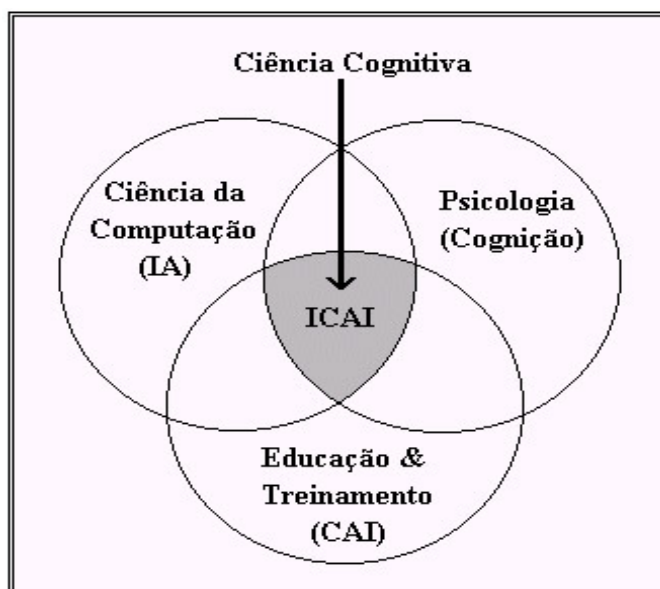 Ciência Cognitiva
Ciência da
Computação
(IA)
Psicologia
(Cognição)
ICAI
Educação &
Treinamento
(CAI)